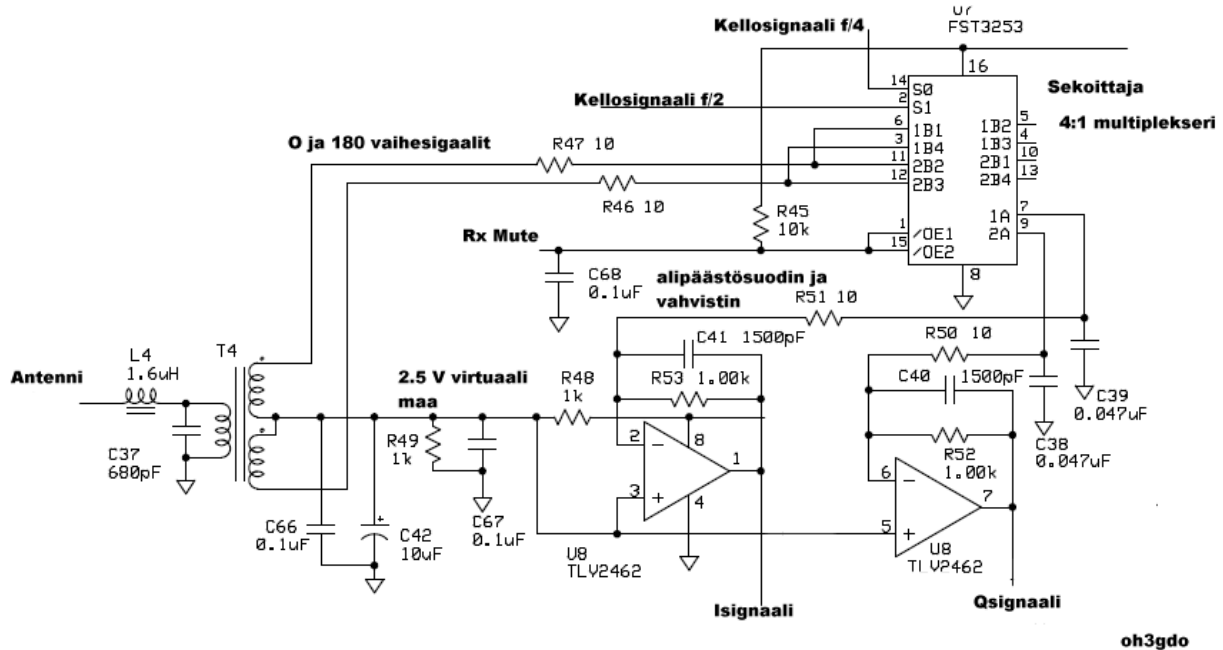 U7
FST3253
Kellosignaali f/4
16
14
S0
2
S1
Kellosignaali f/2
6
1B1
3
1B4
11
2B2
12
2B3
1B2
5
1B3
4
2B1
10
2B4
13
1A
7
2A
9
1
/OE1
15
/OE2
8
Sekoittaja
4:1 multiplekseri
O ja 180 vaihesigaalit
R47 10
R46 10
R45
10k
Rx Mute
C68
0.1uF
alipäästösuodin ja
vahvistin
R51 10
C41 1500pF
R50 10
C40 1500pF
R53 1.00k
R48
1k
T4
L4
1.6uH
Antenni
2.5 V virtuaali
maa
C37
680pF
R49
1k
C39
0.047uF
C38
0.047uF
R52
1.00k
2
8
1
3
4
6
7
5
C66
0.1uF
C42
10uF
C67
0.1uF
U8
TLV2462
U8
TLV2462
Isignaali
Qsignaali
oh3gdo